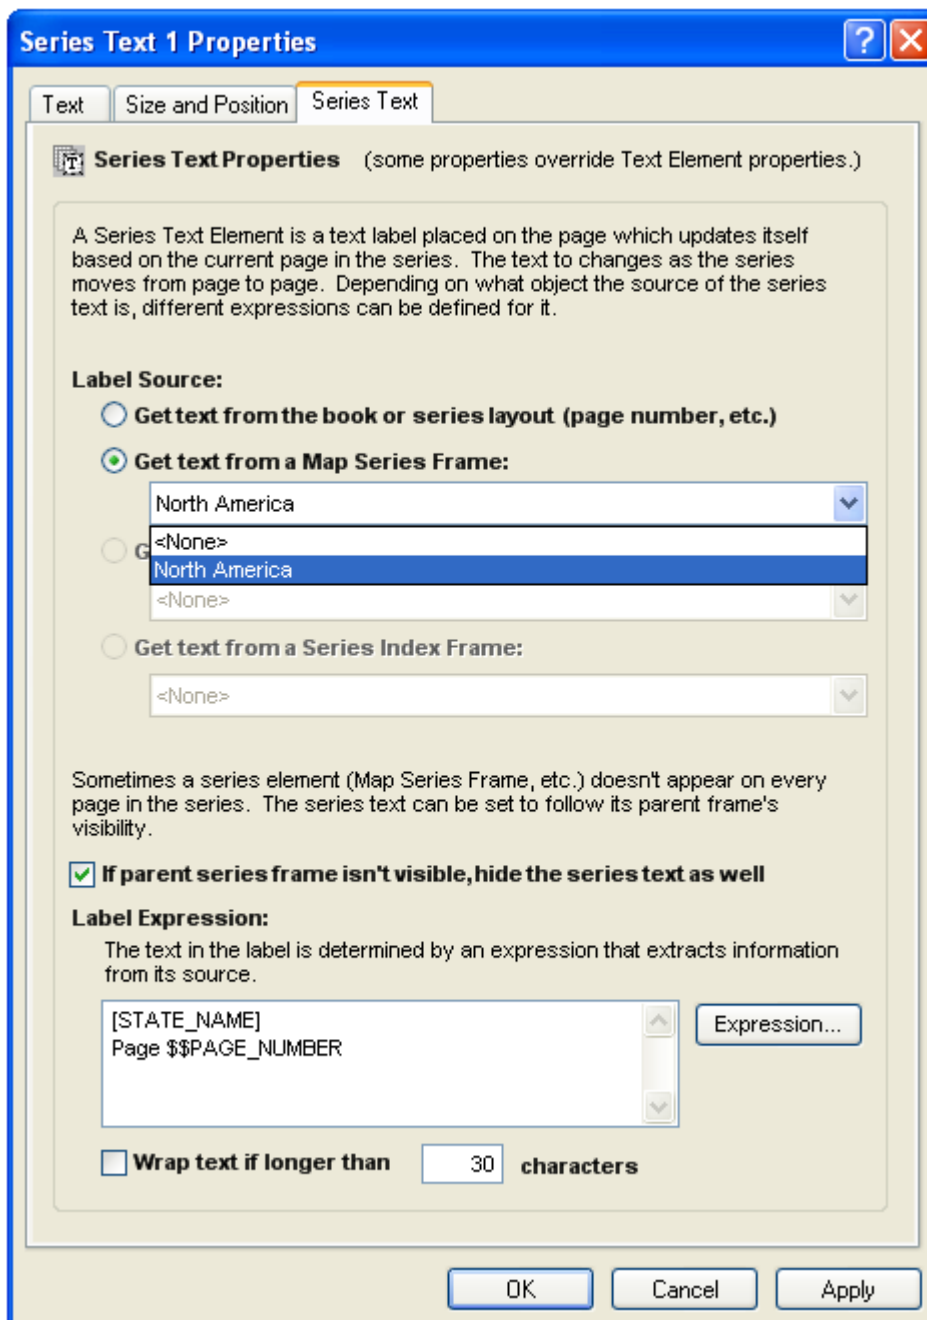 Series Text 1 Properties
Text
Size and Position
Series Text
Series Text Properties (some properties override Text Element properties.)
A Series Text Element is a text label placed on the page which updates itself
based on the current page in the series. The text to changes as the series
moves from page to page. Depending on what object the source of the series
text is, different expressions can be defined for it.
Label Source:
Get text from the book or series layout (page number, etc.)
Get text from a Map Series Frame:
North America
<None>
G
North America
<None>
Get text from a Series Index Frame:
<None>
Sometimes a series element (Map Series Frame, etc.) doesn't appear on every
page in the series. The series text can be set to follow its parent frame's
visibility.
If parent series frame isn't visible, hide the series text as well
Label Expression:
The text in the label is determined by an expression that extracts information
from its source.
[STATE_NAME]
Page $$PAGE_NUMBER
Expression...
Wrap text if longer than 30 characters
OK
Cancel
Apply